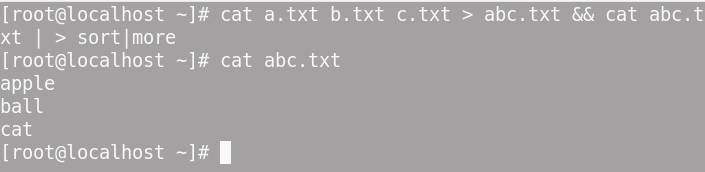 [root@localhost ~]# cat a.txt b.txt c.txt > abc.txt && cat abc.t
xt | > sort|more
[root@localhost ~]# cat abc.txt
apple
ball
cat
[root@localhost ~]#